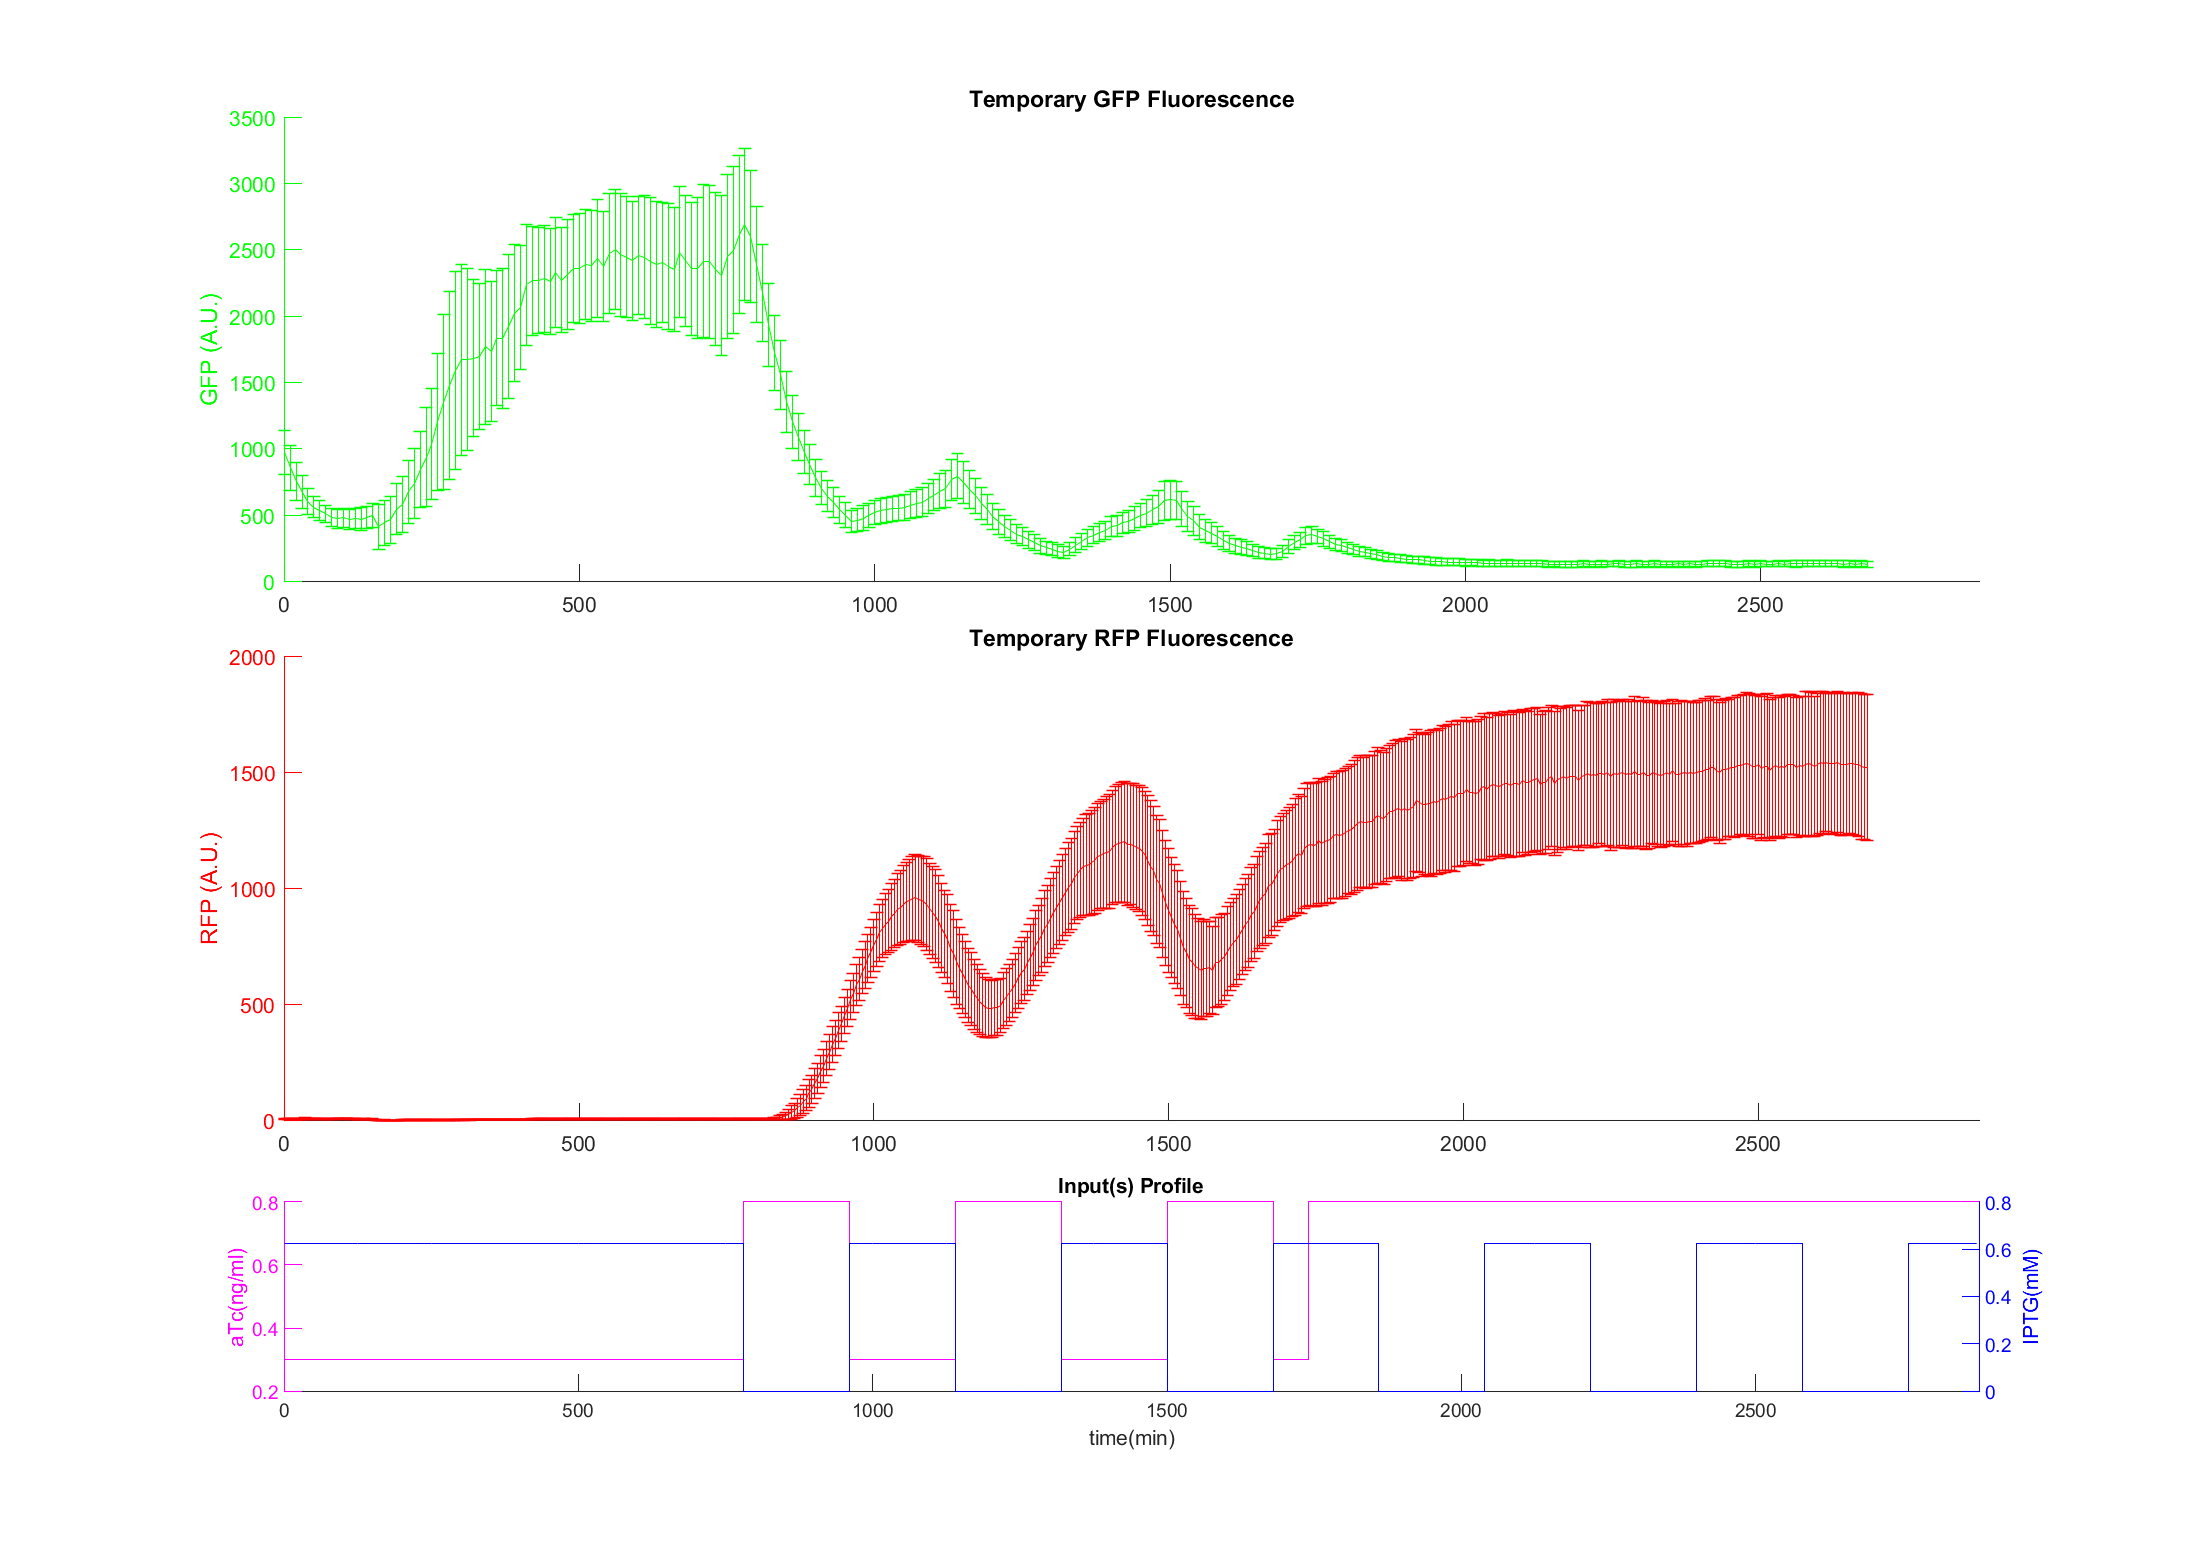 Temporary GFP Fluorescence
GFP (A.U.)
3500
3000
2500
2000
1500
1000
500
0
0 500 1000 1500 2000 2500
Temporary RFP Fluorescence
RFP (A.U.)
2000
1500
1000
500
0
0 500 1000 1500 2000 2500
Input(s) Profile
aTc(ng/ml)
0.8
0.6
0.4
0.2
0.8
0.6
0.4
0.2
0
IPTG(mM)
0 500 1000 1500 2000 2500
time(min)